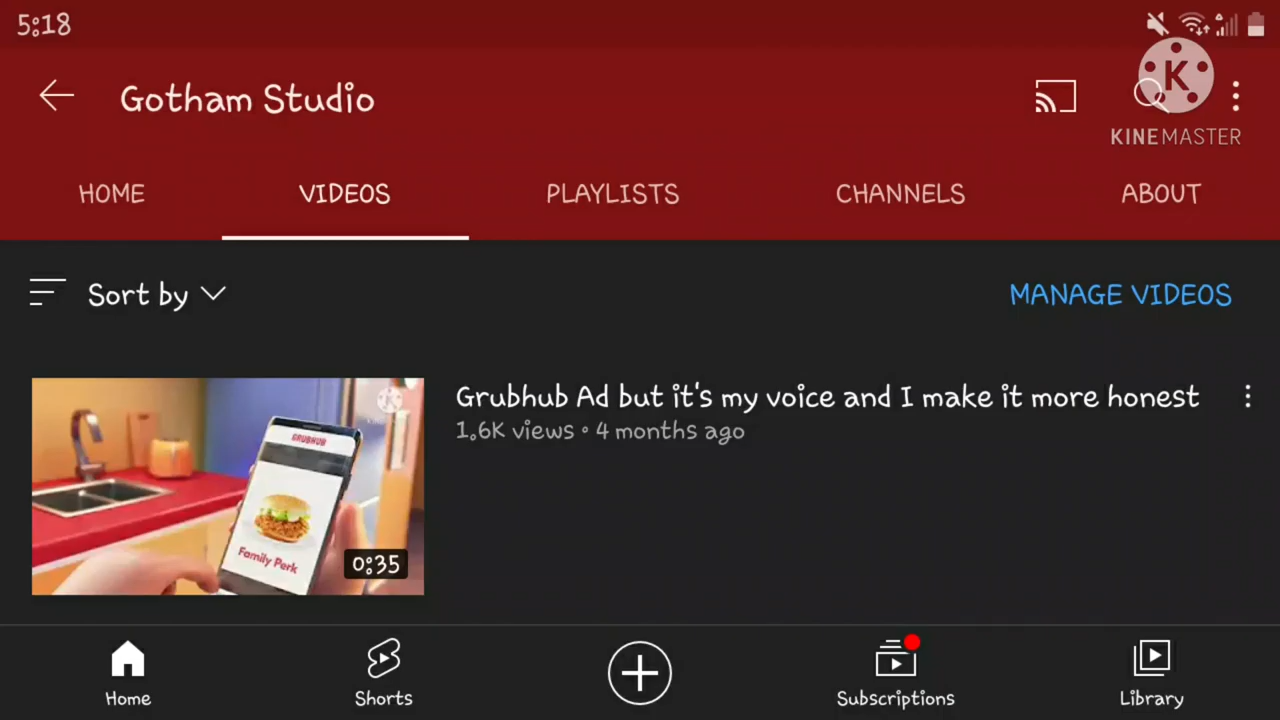 5:18
Gotham Studio
K
KINEMASTER
HOME VIDEOS PLAYLISTS CHANNELS ABOUT
Sort by MANAGE VIDEOS
Grubhub Ad but it's my voice and I make it more honest
1.6K views • 4 months ago
GRUBHUB
Family Perk
0:35
Home Shorts Subscriptions Library